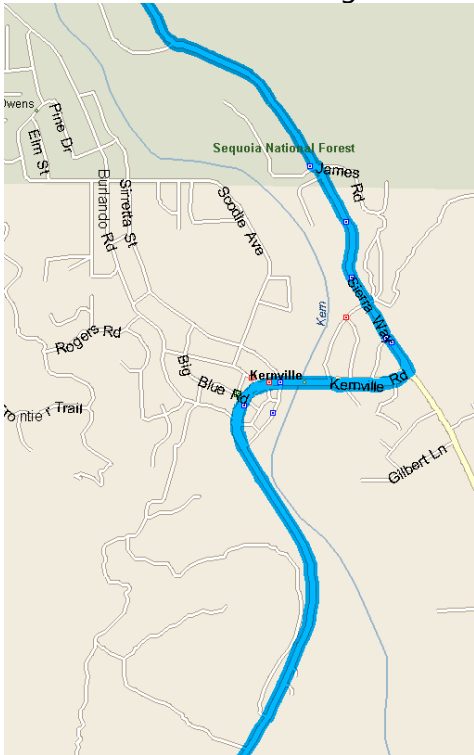 Owens
Pine Dr
Elm St
Sequoia National Forest
James Rd
Burlando Rd
Sirretta St
Scodie Ave
Kern
Sierra Way
Rogers Rd
Big Blue Rd
Kernville
Kernville Rd
rontier Trail
Gilbert Ln